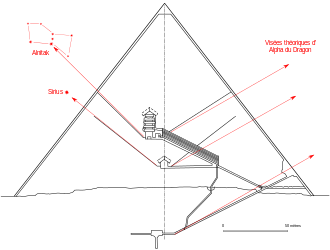 Alnitak
Visées théoriques d'
Alpha du Dragon
Sirius
0
50 mètres